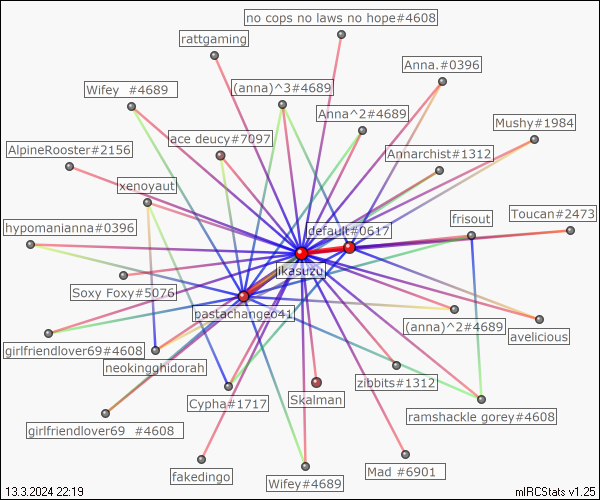 no cops no laws no hope#4608
rattgaming
Anna.#0396
Wifey  #4689
(anna)^3#4689
Anna^2#4689
Mushy#1984
ace deucy#7097
AlpineRooster#2156
Annarchist#1312
xenoyaut
Toucan#2473
frisout
hypomanianna#0396
default#0617
ikasuzu
Soxy Foxy#5076
pastachangeo41
(anna)^2#4689
avelicious
girlfriendlover69#4608
neokingghidorah
zibbits#1312
Skalman
Cypha#1717
ramshackle gorey#4608
girlfriendlover69  #4608
fakedingo
Mad #6901
Wifey#4689
13.3.2024 22:19
mIRCStats v1.25